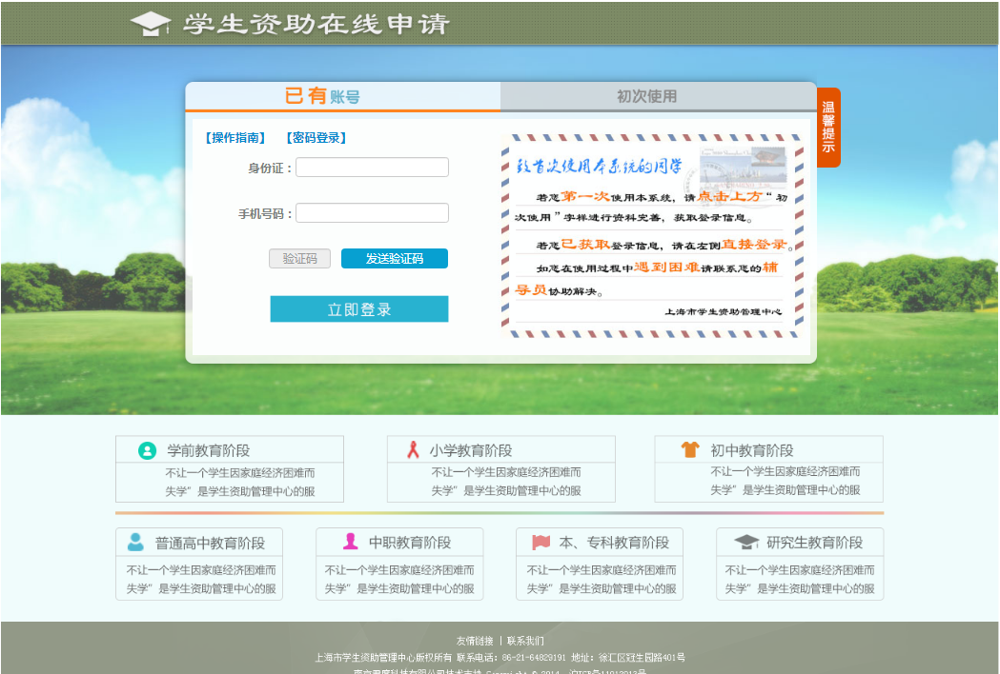 学生资助在线申请
已有账号
初次使用
温馨提示
【操作指南】 【密码登录】
身份证：
手机号码：
验证码 发送验证码
立即登录
致首次使用本系统的同学
若您第一次使用本系统，请点击上方“初
次使用”字样进行资料完善，获取登录信息。
若您已获取登录信息，请在左侧直接登录。
如您在使用过程中遇到困难请联系您的辅
导员协助解决。
上海市学生资助管理中心
学前教育阶段
不让一个学生因家庭经济困难而
失学”是学生资助管理中心的服
小学教育阶段
不让一个学生因家庭经济困难而
失学”是学生资助管理中心的服
初中教育阶段
不让一个学生因家庭经济困难而
失学”是学生资助管理中心的服
普通高中教育阶段
不让一个学生因家庭经济困难而
失学”是学生资助管理中心的服
中职教育阶段
不让一个学生因家庭经济困难而
失学”是学生资助管理中心的服
本、专科教育阶段
不让一个学生因家庭经济困难而
失学”是学生资助管理中心的服
研究生教育阶段
不让一个学生因家庭经济困难而
失学”是学生资助管理中心的服
友情链接 | 联系我们
上海市学生资助管理中心版权所有 联系电话：86-21-64829191 地址：徐汇区冠生园路401号